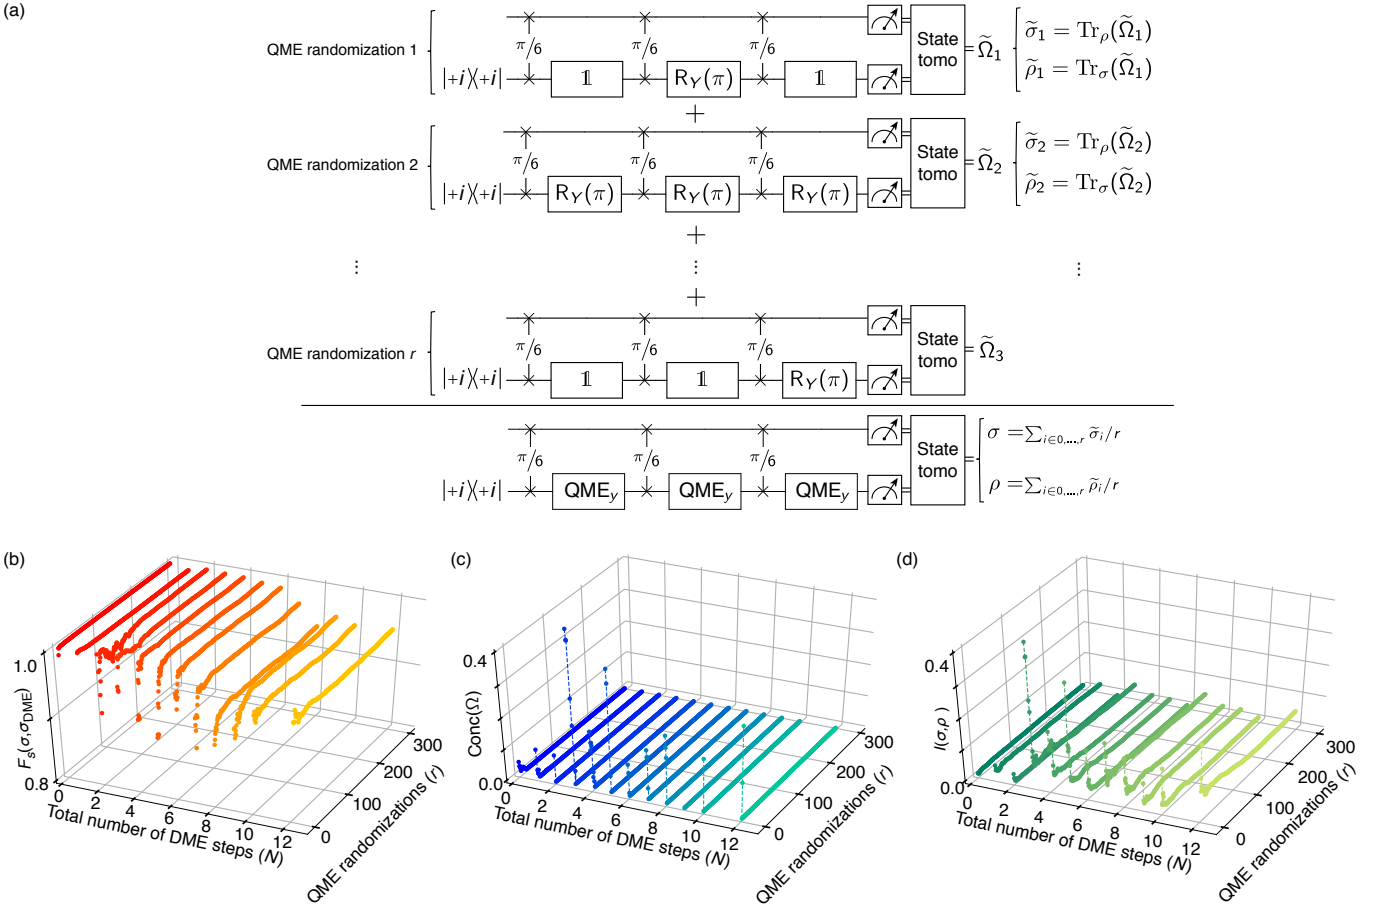 (a)
QME randomization 1
π/6 π/6 π/6
|+i⟩⟨+i| 𝟙 R_Y(π) 𝟙
State tomo
= Ω̃₁
σ̃₁ = Tr_ρ(Ω̃₁)
ρ̃₁ = Tr_σ(Ω̃₁)
+
QME randomization 2
π/6 π/6 π/6
|+i⟩⟨+i| R_Y(π) R_Y(π) R_Y(π)
State tomo
= Ω̃₂
σ̃₂ = Tr_ρ(Ω̃₂)
ρ̃₂ = Tr_σ(Ω̃₂)
+
⋮ ⋮ ⋮
+
QME randomization r
π/6 π/6 π/6
|+i⟩⟨+i| 𝟙 𝟙 R_Y(π)
State tomo
= Ω̃₃
π/6 π/6 π/6
|+i⟩⟨+i| QME_y QME_y QME_y
State tomo
=
σ = ∑_{i∈0,...,r} σ̃_i/r
ρ = ∑_{i∈0,...,r} ρ̃_i/r
(b)
1.0
0.8
F_s(σ,σ_DME)
0 2 4 6 8 10 12
Total number of DME steps (N)
0 100 200 300
QME randomizations (r)
(c)
0.4
0.0
Conc(Ω)
0 2 4 6 8 10 12
Total number of DME steps (N)
0 100 200 300
QME randomizations (r)
(d)
0.4
0.0
I(σ,ρ)
0 2 4 6 8 10 12
Total number of DME steps (N)
0 100 200 300
QME randomizations (r)